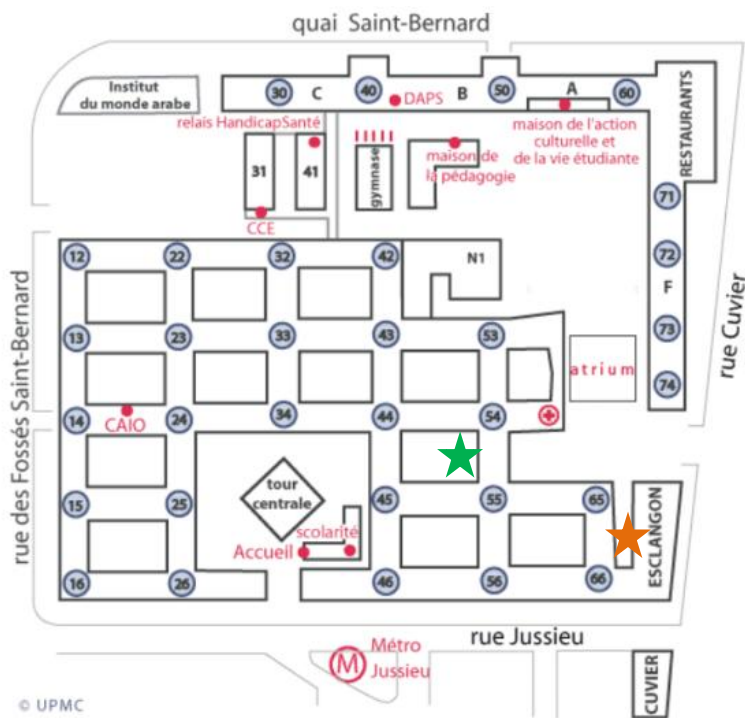 quai Saint-Bernard
Institut
du monde arabe
30
C
40
DAPS
B
50
A
60
RESTAURANTS
relais HandicapSanté
31
41
gymnase
maison de
la pédagogie
maison de l'action
culturelle et
de la vie étudiante
71
CCE
12
22
32
42
N1
72
F
rue Cuvier
13
23
33
43
53
73
atrium
74
rue des Fossés Saint-Bernard
14
CAIO
24
34
44
54
tour
centrale
15
25
45
55
65
scolarité
Accueil
ESCLANGON
16
26
46
56
66
rue Jussieu
M
Métro
Jussieu
CUVIER
© UPMC